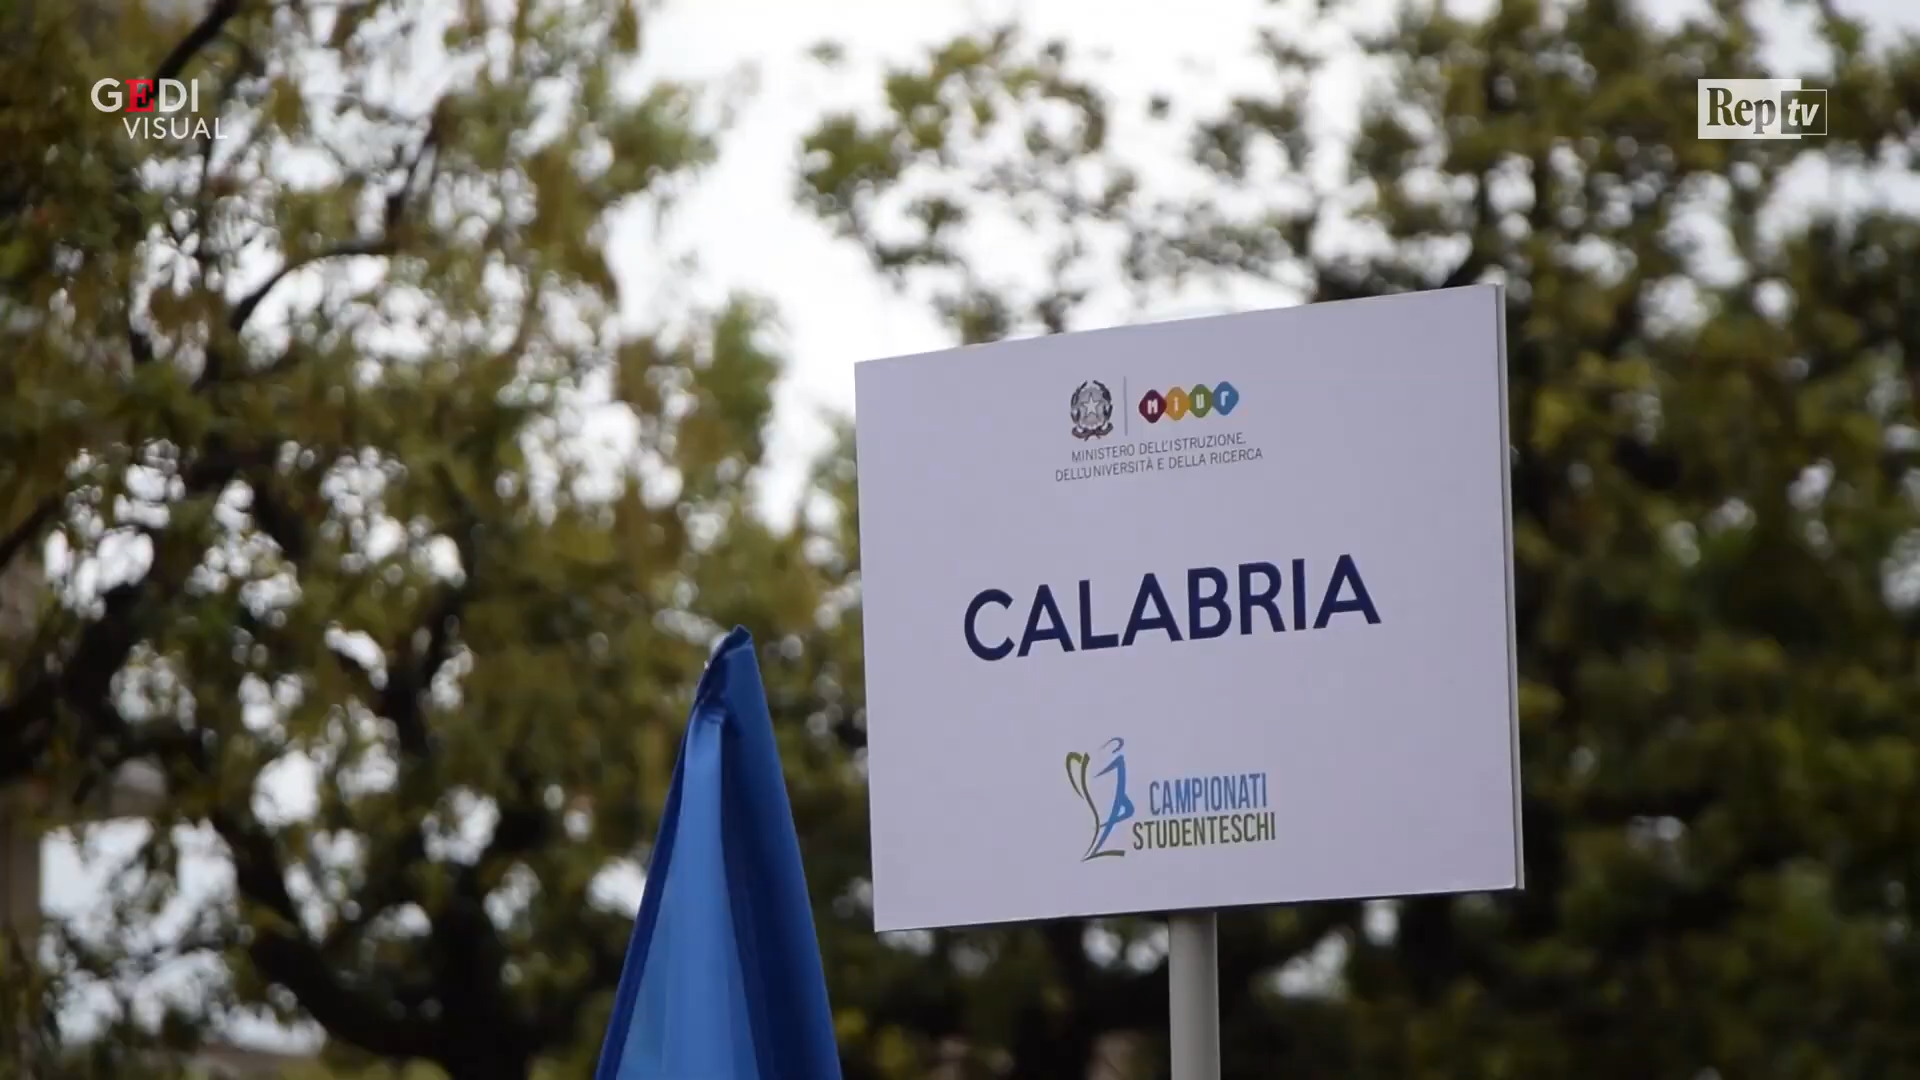 GEDI
VISUAL
Rep tv
miur
MINISTERO DELL'ISTRUZIONE,
DELL'UNIVERSITÀ E DELLA RICERCA
CALABRIA
CAMPIONATI
STUDENTESCHI